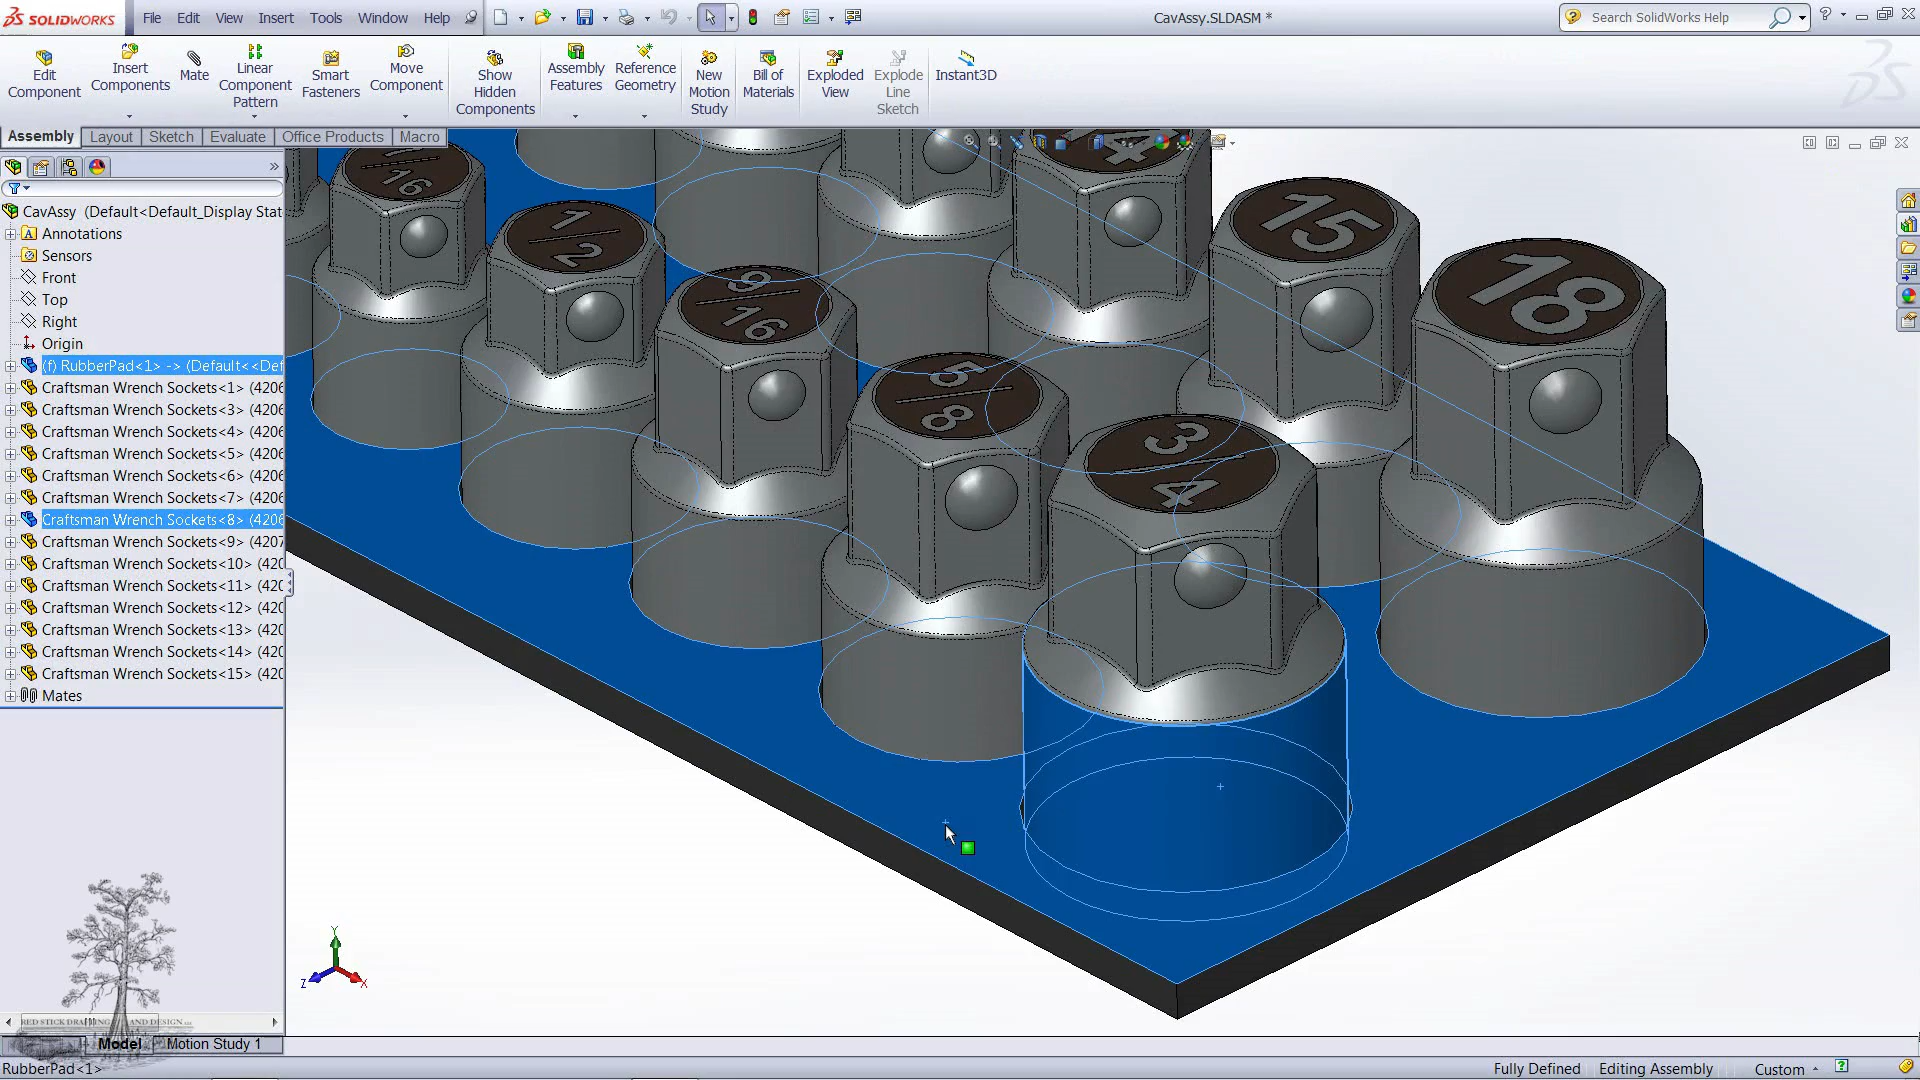 SOLIDWORKS File Edit View Insert Tools Window Help CavAssy.SLDASM * Search SolidWorks Help
Edit Component
Insert Components
Mate
Linear Component Pattern
Smart Fasteners
Move Component
Show Hidden Components
Assembly Features
Reference Geometry
New Motion Study
Bill of Materials
Exploded View
Explode Line Sketch
Instant3D
Assembly Layout Sketch Evaluate Office Products Macro
CavAssy (Default<Default_Display Stat
Annotations
Sensors
Front
Top
Right
Origin
(f) RubberPad<1> -> (Default<<Def
Craftsman Wrench Sockets<1> (4206
Craftsman Wrench Sockets<3> (4206
Craftsman Wrench Sockets<4> (4206
Craftsman Wrench Sockets<5> (4206
Craftsman Wrench Sockets<6> (4206
Craftsman Wrench Sockets<7> (4206
Craftsman Wrench Sockets<8> (4206
Craftsman Wrench Sockets<9> (4207
Craftsman Wrench Sockets<10> (420
Craftsman Wrench Sockets<11> (420
Craftsman Wrench Sockets<12> (420
Craftsman Wrench Sockets<13> (420
Craftsman Wrench Sockets<14> (420
Craftsman Wrench Sockets<15> (420
Mates
16
1/2
9/16
5/8
3/4
14
15
18
Y
Z
X
RED STICK DRAFTING AND DESIGN
Model Motion Study 1
RubberPad<1> Fully Defined Editing Assembly Custom